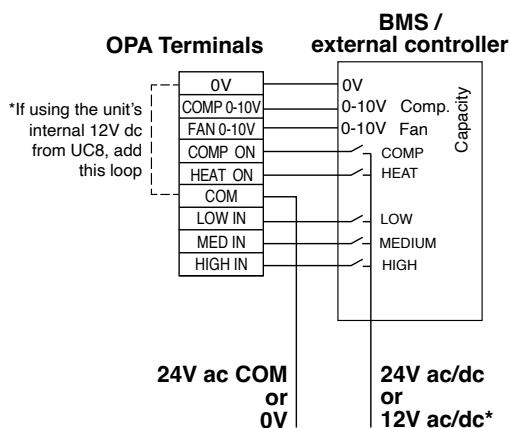 BMS /
external controller
OPA Terminals
*If using the unit's
internal 12V dc
from UC8, add
this loop
0V
COMP 0-10V
FAN 0-10V
COMP ON
HEAT ON
COM
LOW IN
MED IN
HIGH IN
0V
0-10V Comp.
0-10V Fan
Capacity
COMP
HEAT
LOW
MEDIUM
HIGH
24V ac COM
or
0V
24V ac/dc
or
12V ac/dc*